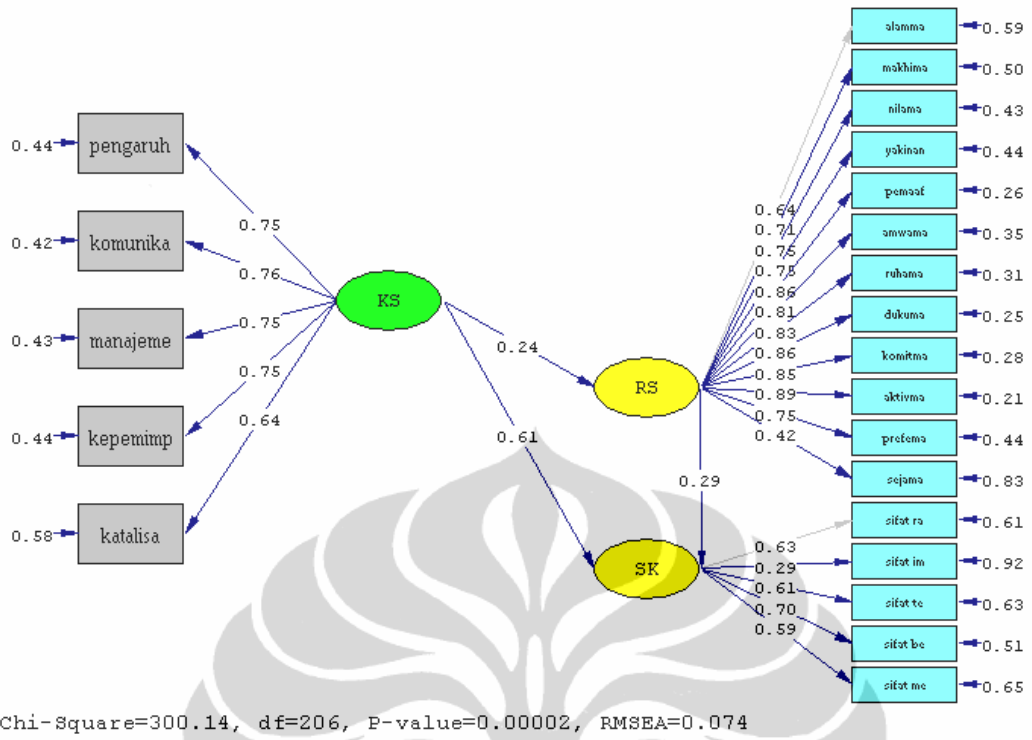 0.44
pengaruh
0.42
komunika
0.43
manajeme
0.44
kepemimp
0.58
katalisa
0.75
0.76
0.75
0.75
0.64
KS
0.24
0.61
RS
0.29
SK
0.64
0.71
0.75
0.75
0.86
0.81
0.83
0.86
0.85
0.89
0.75
0.42
0.63
0.29
0.61
0.70
0.59
alamma 0.59
makhima 0.50
nilama 0.43
yakinan 0.44
pemaaf 0.26
amwama 0.35
ruhama 0.31
dukuma 0.25
komitma 0.28
aktivma 0.21
prefema 0.44
sejama 0.83
sifat ra 0.61
sifat im 0.92
sifat te 0.63
sifat be 0.51
sifat me 0.65
Chi-Square=300.14, df=206, P-value=0.00002, RMSEA=0.074